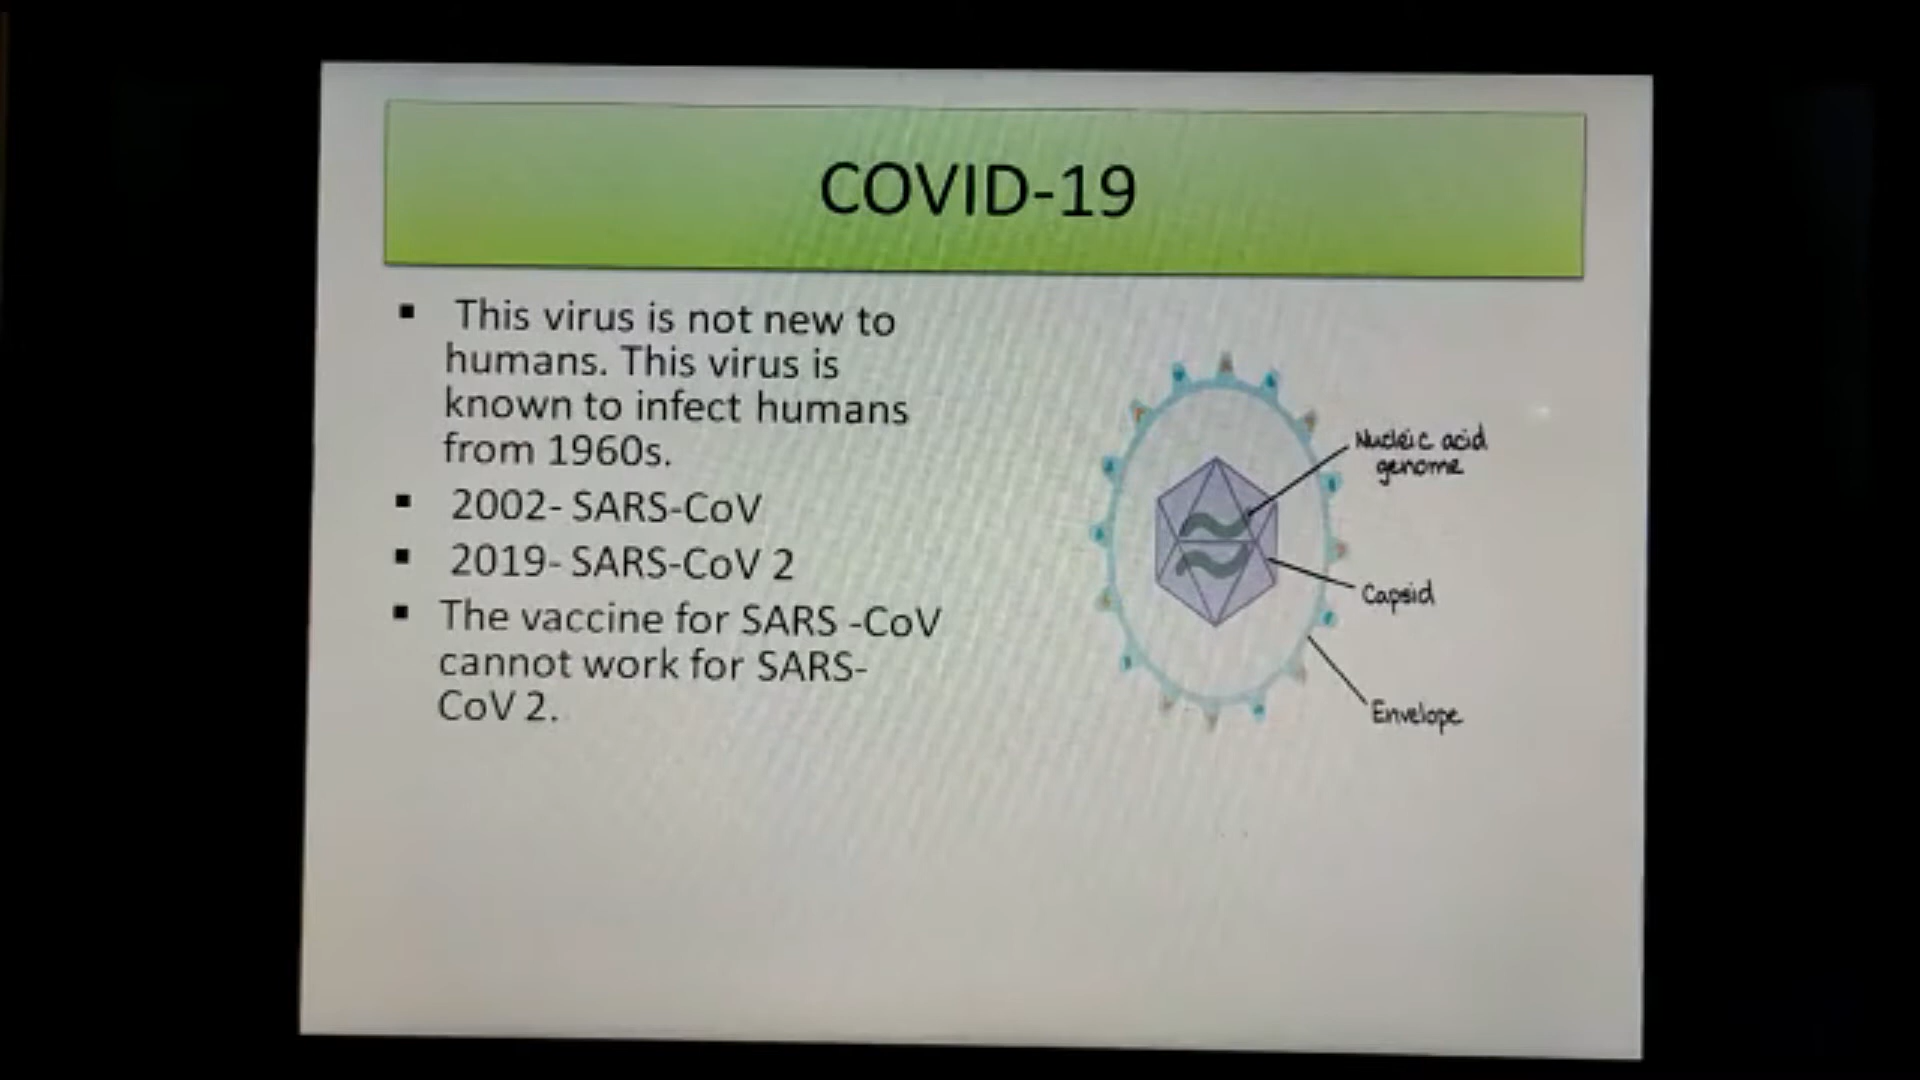 COVID-19
▪ This virus is not new to
humans. This virus is
known to infect humans
from 1960s.
▪ 2002- SARS-CoV
▪ 2019- SARS-CoV 2
▪ The vaccine for SARS -CoV
cannot work for SARS-
CoV 2.
Nucleic acid
genome
Capsid
Envelope